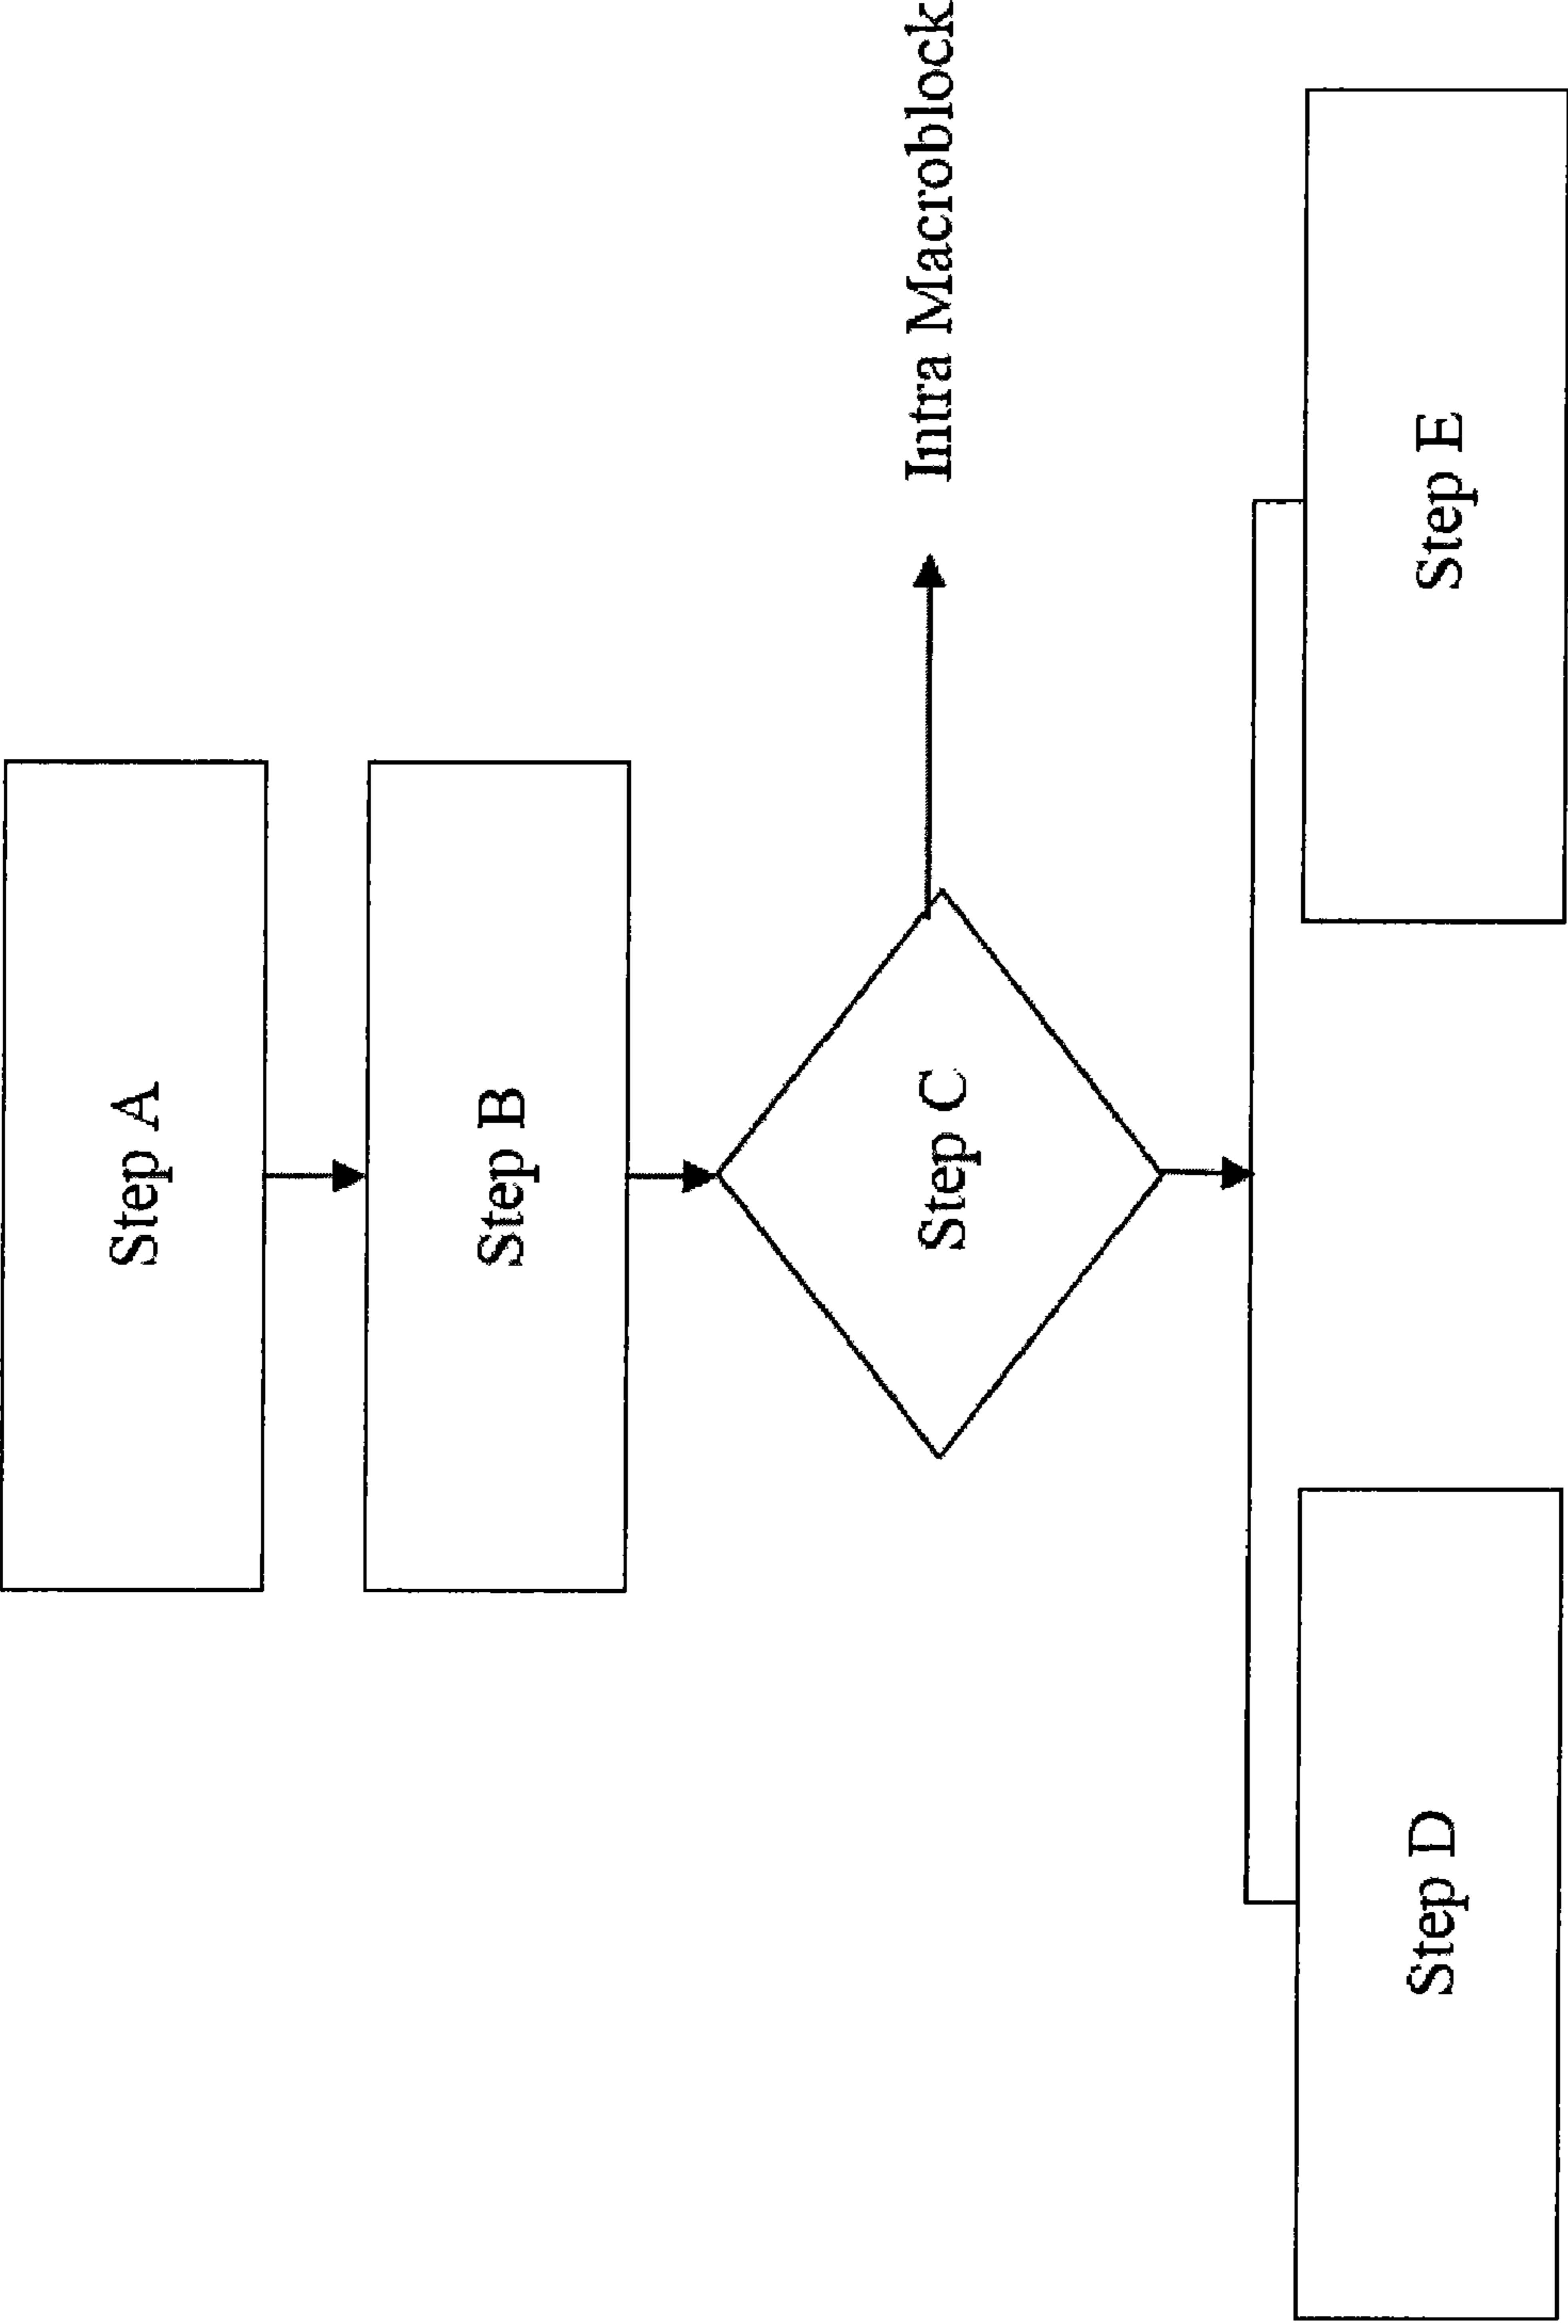 Step A
Step B
Step C
Intra Macroblock
Step D
Step E